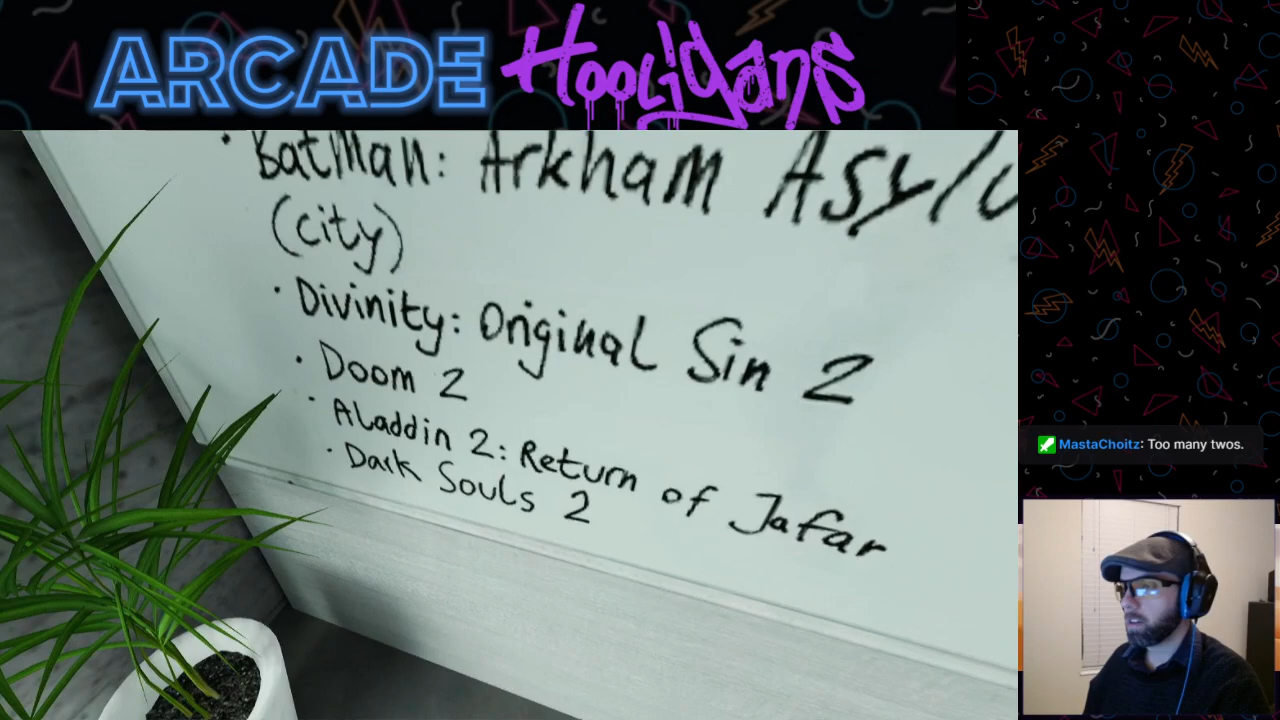 ARCADE Hooligans
• Batman: Arkham
(city)
• Divinity: Original Sin 2
• Doom 2
• Aladdin 2: Return of Jafar
• Dark Souls 2
MastaChoitz: Too many twos.